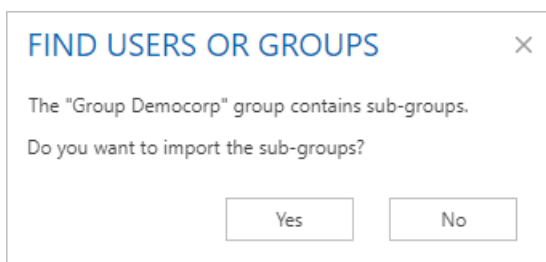 FIND USERS OR GROUPS
The "Group Democorp" group contains sub-groups.
Do you want to import the sub-groups?
Yes No